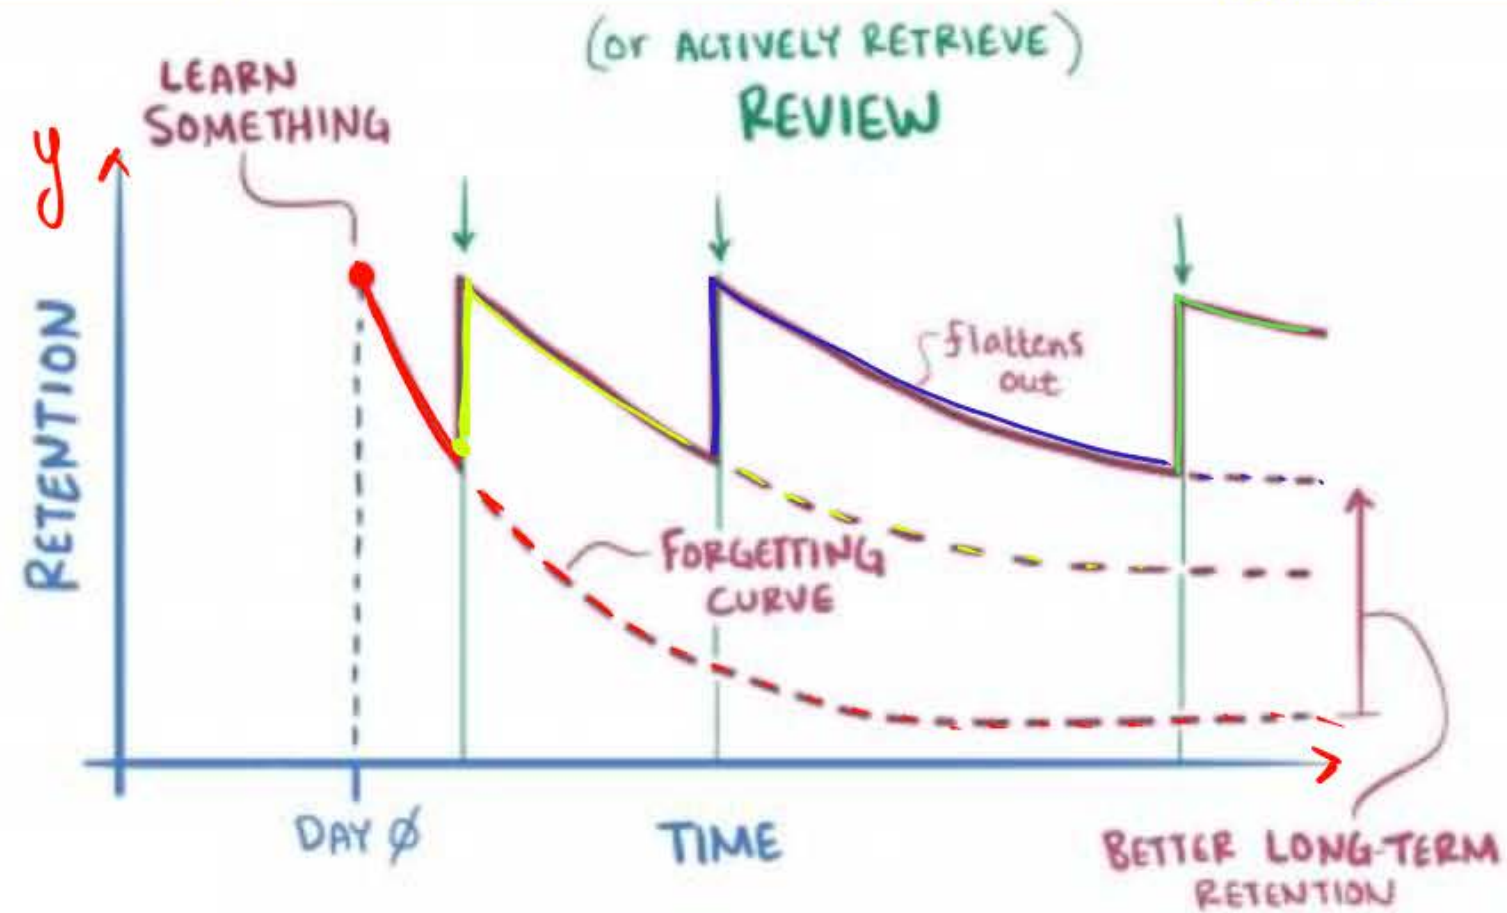 (or ACTIVELY RETRIEVE)
REVIEW
LEARN
SOMETHING
y
RETENTION
flattens
out
FORGETTING
CURVE
DAY Ø
TIME
BETTER LONG-TERM
RETENTION